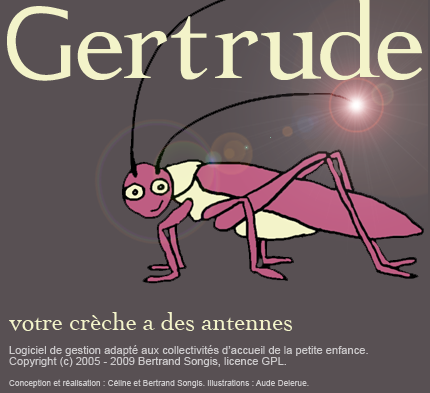 Gertrude
votre crèche a des antennes
Logiciel de gestion adapté aux collectivités d'accueil de la petite enfance.
Copyright (c) 2005 - 2009 Bertrand Songis, licence GPL.
Conception et réalisation : Céline et Bertrand Songis. Illustrations : Aude Delerue.